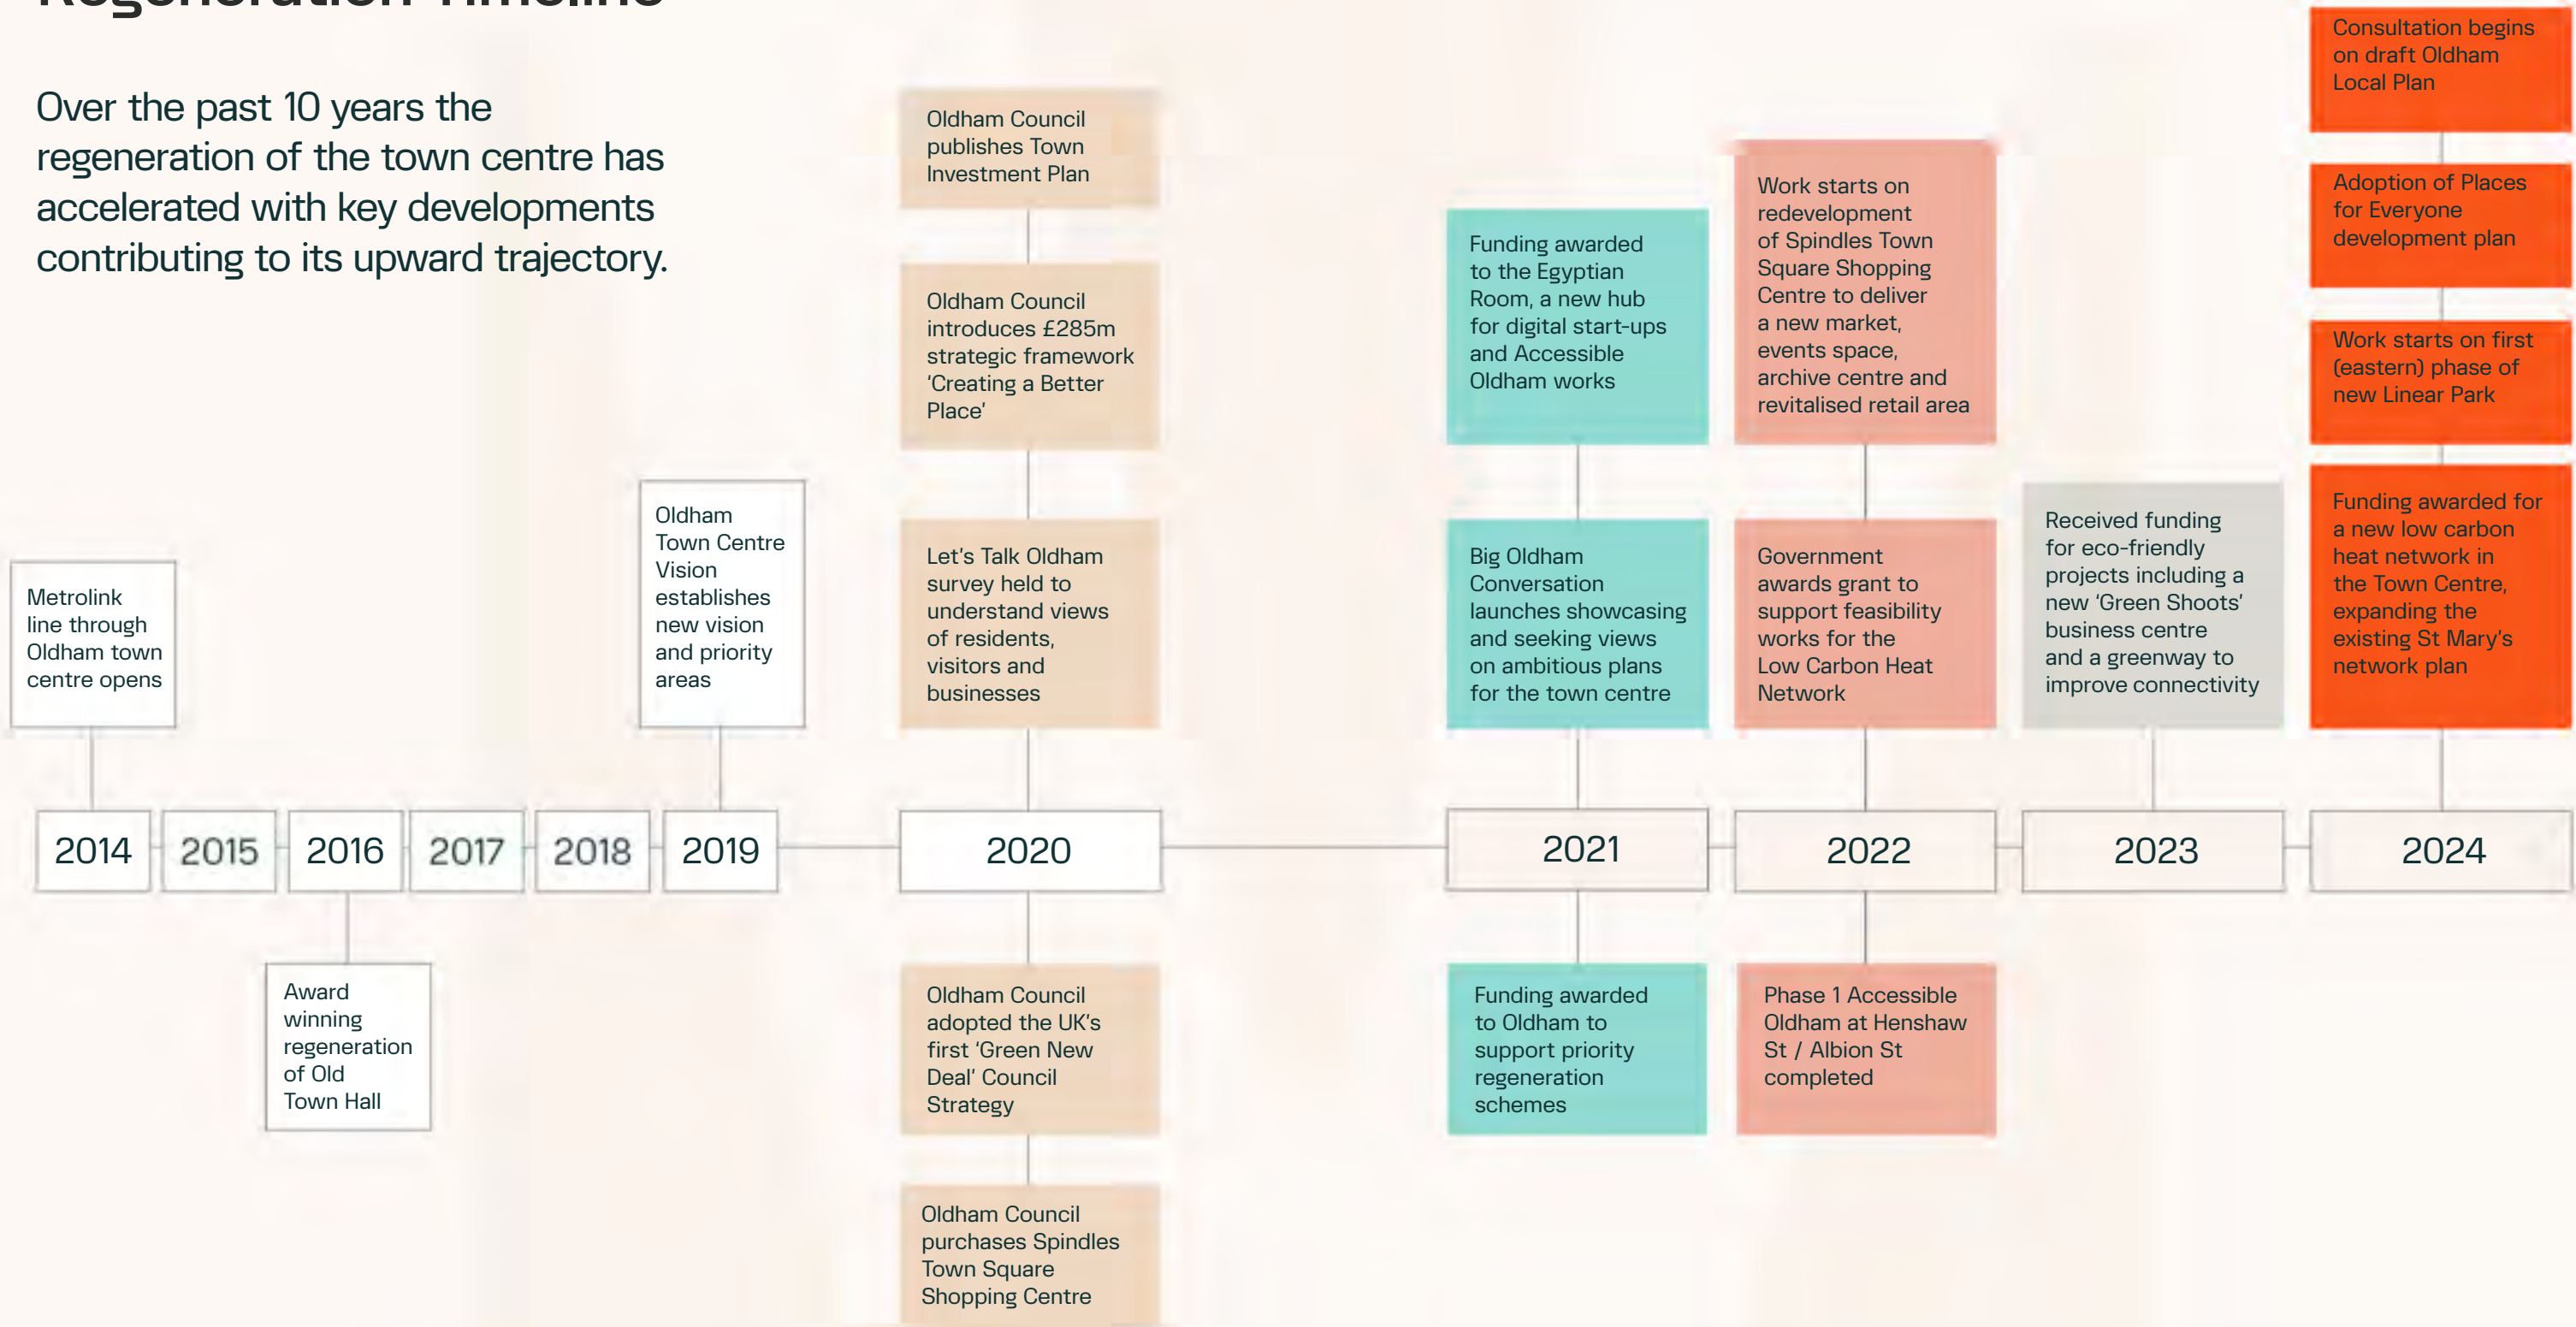 Regeneration Timeline
Over the past 10 years the
regeneration of the town centre has
accelerated with key developments
contributing to its upward trajectory.
Metrolink
line through
Oldham town
centre opens
Oldham
Town Centre
Vision
establishes
new vision
and priority
areas
Oldham Council
publishes Town
Investment Plan
Oldham Council
introduces £285m
strategic framework
‘Creating a Better
Place’
Let’s Talk Oldham
survey held to
understand views
of residents,
visitors and
businesses
Funding awarded
to the Egyptian
Room, a new hub
for digital start-ups
and Accessible
Oldham works
Big Oldham
Conversation
launches showcasing
and seeking views
on ambitious plans
for the town centre
Work starts on
redevelopment
of Spindles Town
Square Shopping
Centre to deliver
a new market,
events space,
archive centre and
revitalised retail area
Government
awards grant to
support feasibility
works for the
Low Carbon Heat
Network
Received funding
for eco-friendly
projects including a
new ‘Green Shoots’
business centre
and a greenway to
improve connectivity
Consultation begins
on draft Oldham
Local Plan
Adoption of Places
for Everyone
development plan
Work starts on first
(eastern) phase of
new Linear Park
Funding awarded for
a new low carbon
heat network in
the Town Centre,
expanding the
existing St Mary’s
network plan
2014
2015
2016
2017
2018
2019
2020
2021
2022
2023
2024
Award
winning
regeneration
of Old
Town Hall
Oldham Council
adopted the UK’s
first ‘Green New
Deal’ Council
Strategy
Oldham Council
purchases Spindles
Town Square
Shopping Centre
Funding awarded
to Oldham to
support priority
regeneration
schemes
Phase 1 Accessible
Oldham at Henshaw
St / Albion St
completed